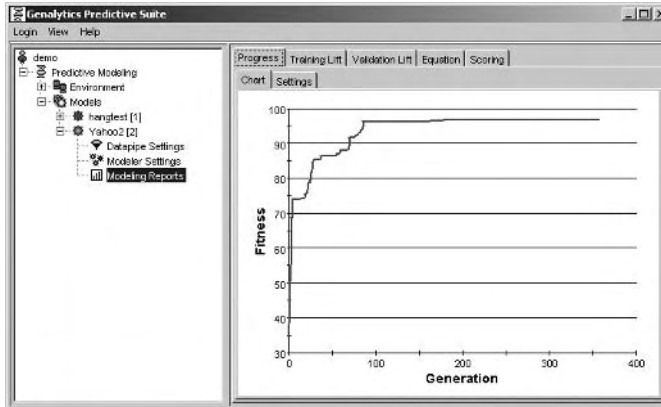 Genalytics Predictive Suite
Login View Help
demo
Predictive Modeling
Environment
Models
hangtest [1]
Yahoo2 [2]
Datapipe Settings
Modeler Settings
Modeling Reports
Progress Training Lift Validation Lift Equation Scoring
Chart Settings
100
90
80
70
60
50
40
30
Fitness
0 100 200 300 400
Generation